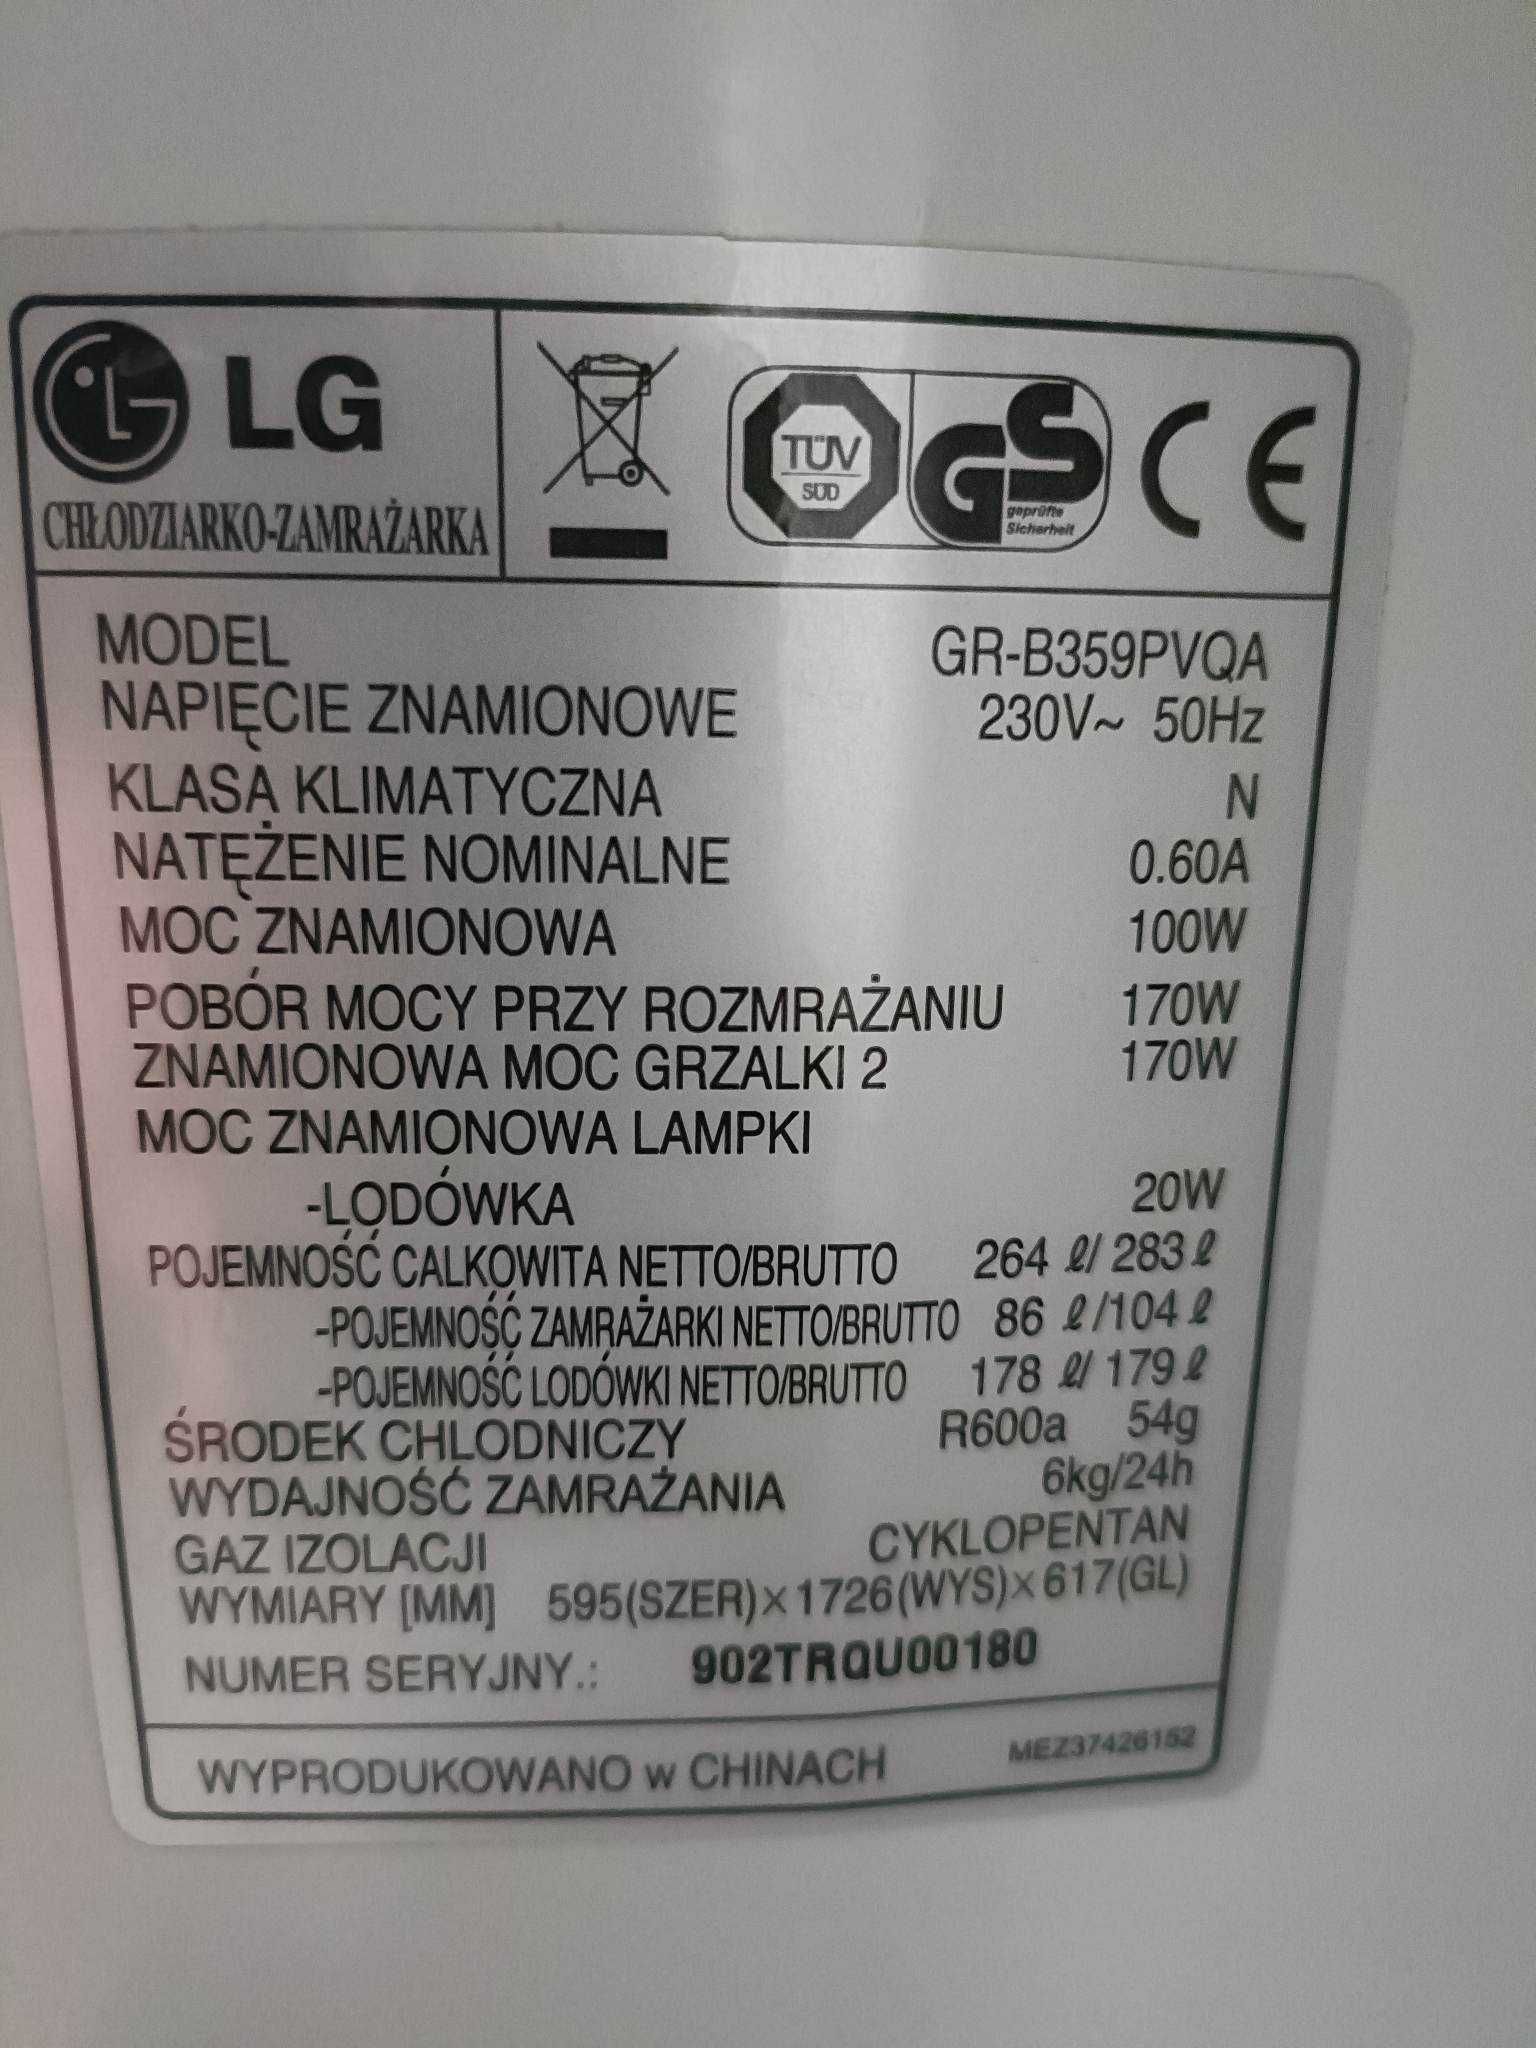 LG
CHŁODZIARKO-ZAMRAŻARKA
TÜV
SÜD
GS
geprüfte
Sicherheit
CE
MODEL GR-B359PVQA
NAPIĘCIE ZNAMIONOWE 230V~ 50Hz
KLASA KLIMATYCZNA N
NATĘŻENIE NOMINALNE 0.60A
MOC ZNAMIONOWA 100W
POBÓR MOCY PRZY ROZMRAŻANIU 170W
ZNAMIONOWA MOC GRZALKI 2 170W
MOC ZNAMIONOWA LAMPKI
-LODÓWKA 20W
POJEMNOŚĆ CALKOWITA NETTO/BRUTTO 264 ℓ/ 283 ℓ
-POJEMNOŚĆ ZAMRAŻARKI NETTO/BRUTTO 86 ℓ/104 ℓ
-POJEMNOŚĆ LODÓWKI NETTO/BRUTTO 178 ℓ/ 179 ℓ
ŚRODEK CHLODNICZY R600a 54g
WYDAJNOŚĆ ZAMRAŻANIA 6kg/24h
GAZ IZOLACJI CYKLOPENTAN
WYMIARY [MM] 595(SZER)×1726(WYS)×617(GL)
NUMER SERYJNY.: 902TRQU00180
WYPRODUKOWANO w CHINACH MEZ37426152